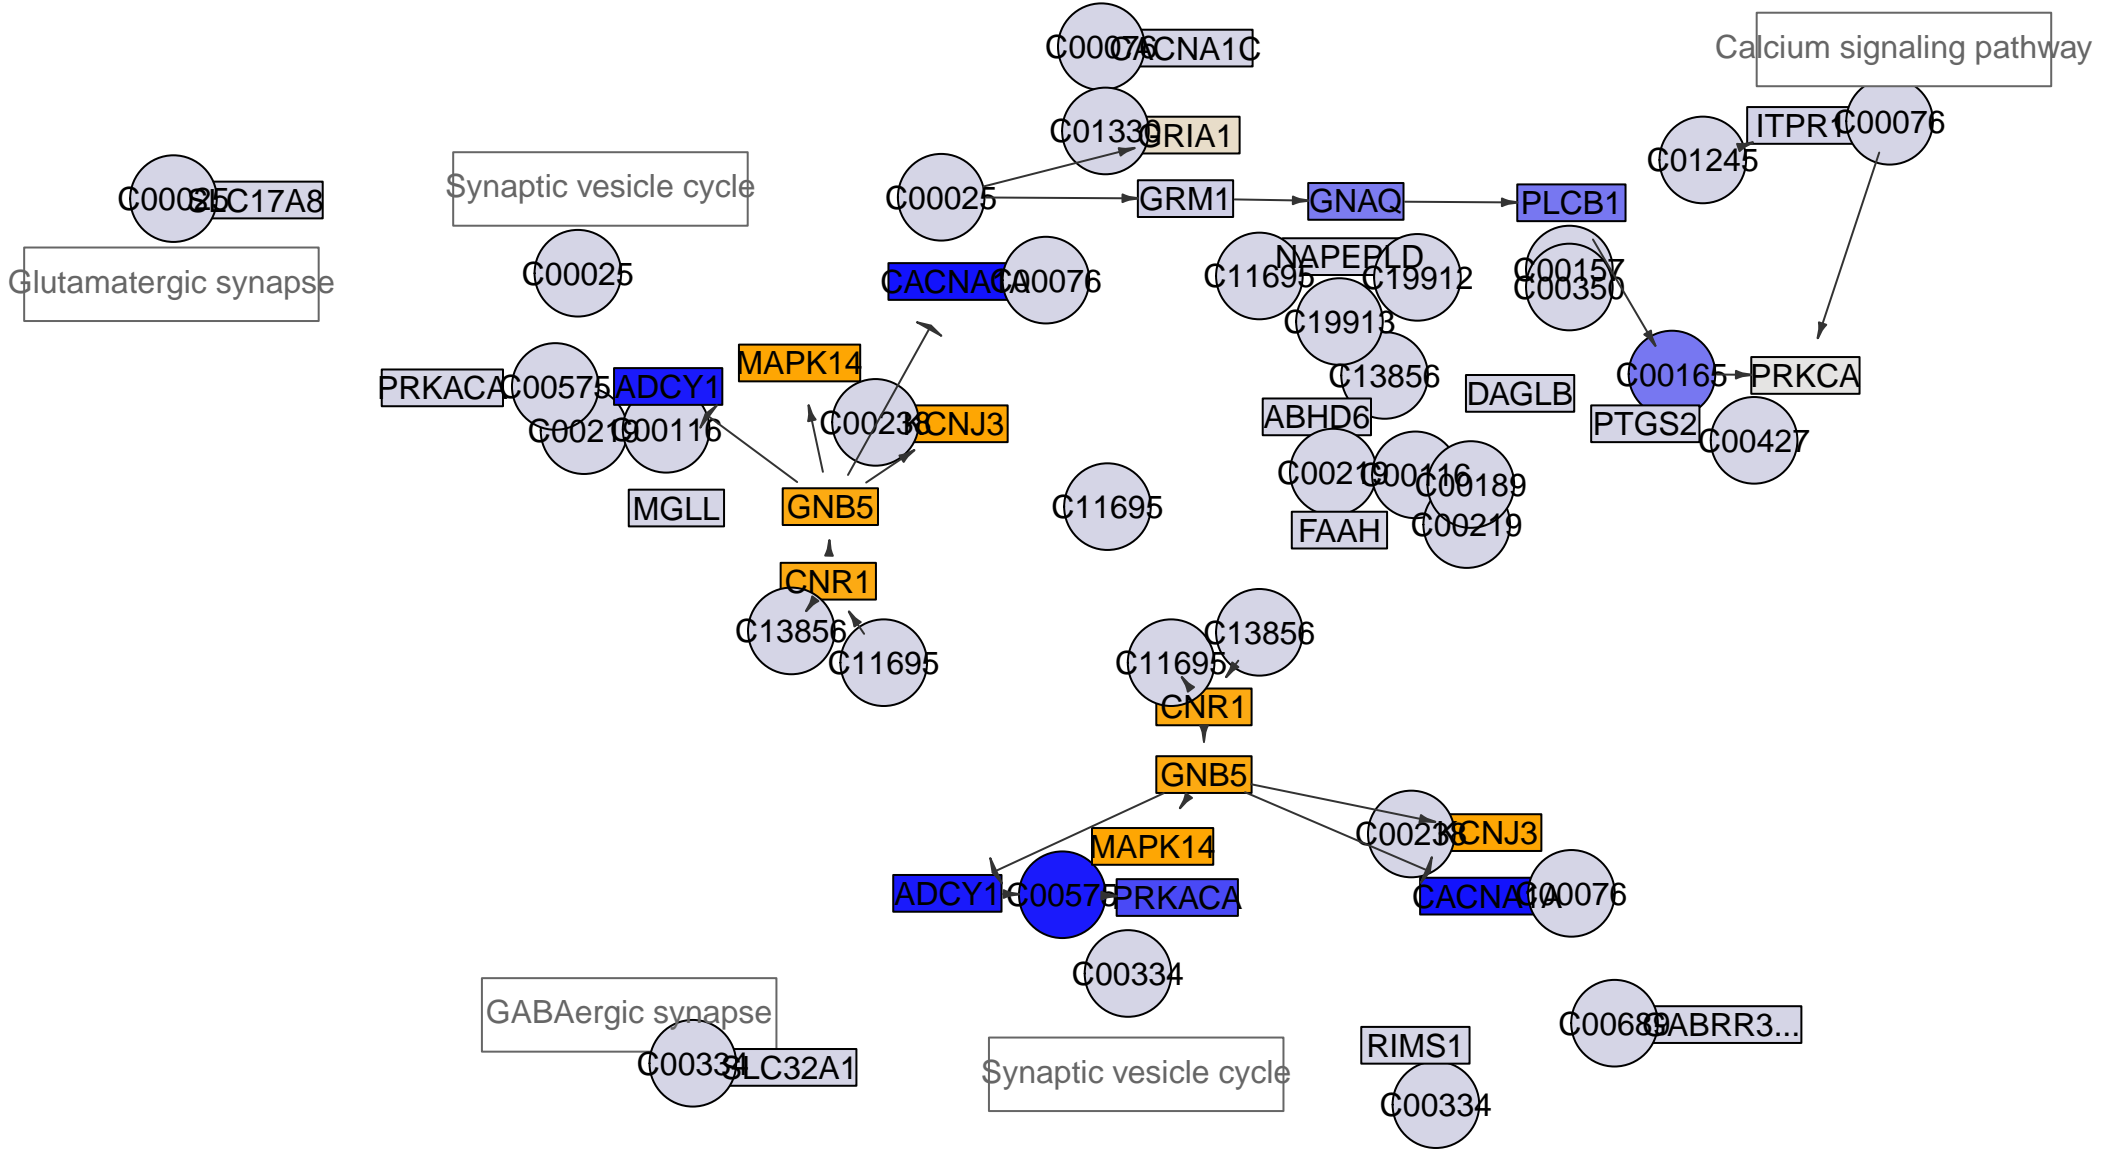 C00076
CACNA1C
Calcium signaling pathway
C01330
GRIA1
ITPR1
C00076
C01245
C00025
SLC17A8
Synaptic vesicle cycle
C00025
GRM1
GNAQ
PLCB1
Glutamatergic synapse
C00025
CACNA1A
C00076
C11695
NAPEPLD
C19912
C00157
C00350
C19913
MAPK14
C13856
C00165
PRKCA
PRKACA
C00575
ADCY1
DAGLB
C00219
C00116
C00238
KCNJ3
ABHD6
PTGS2
C00427
C00219
C00116
C00189
MGLL
GNB5
C11695
FAAH
C00219
CNR1
C13856
C11695
C11695
C13856
CNR1
GNB5
MAPK14
C00238
KCNJ3
ADCY1
C00575
PRKACA
CACNA1A
C00076
C00334
GABAergic synapse
C00334
SLC32A1
Synaptic vesicle cycle
RIMS1
C00334
C00689
GABRR3...